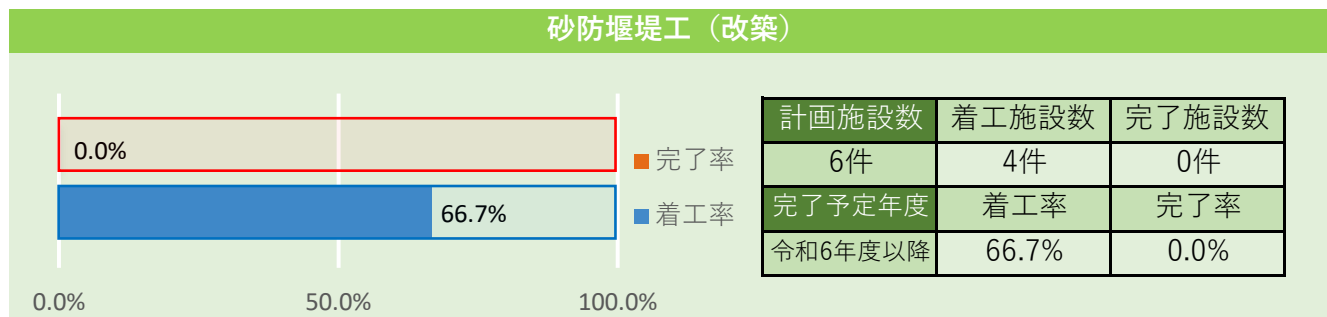 砂防堰堤工（改築）
0.0%
完了率
66.7%
着工率
0.0% 50.0% 100.0%
計画施設数 着工施設数 完了施設数
6件 4件 0件
完了予定年度 着工率 完了率
令和6年度以降 66.7% 0.0%